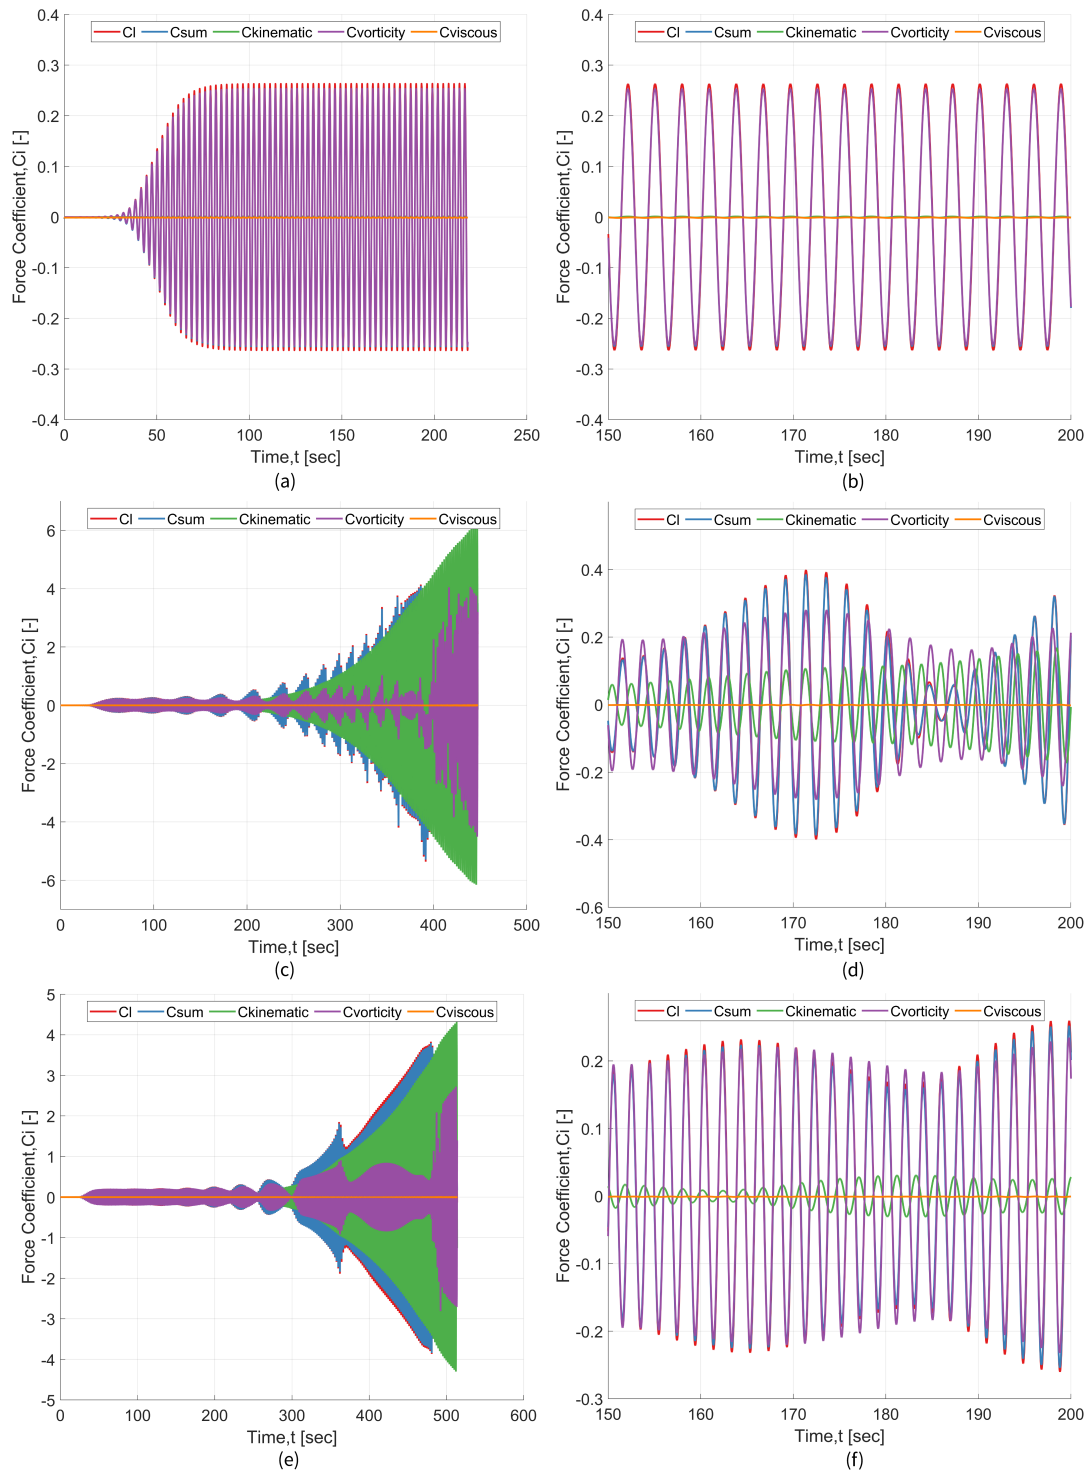 Cl Csum Ckinematic Cvorticity Cviscous
0.4
0.3
0.2
0.1
0
-0.1
-0.2
-0.3
-0.4
Force Coefficient,Ci [-]
0 50 100 150 200 250
Time,t [sec]
(a)
Cl Csum Ckinematic Cvorticity Cviscous
0.4
0.3
0.2
0.1
0
-0.1
-0.2
-0.3
-0.4
Force Coefficient,Ci [-]
150 160 170 180 190 200
Time,t [sec]
(b)
Cl Csum Ckinematic Cvorticity Cviscous
6
4
2
0
-2
-4
-6
Force Coefficient,Ci [-]
0 100 200 300 400 500
Time,t [sec]
(c)
Cl Csum Ckinematic Cvorticity Cviscous
0.4
0.2
0
-0.2
-0.4
-0.6
Force Coefficient,Ci [-]
150 160 170 180 190 200
Time,t [sec]
(d)
Cl Csum Ckinematic Cvorticity Cviscous
5
4
3
2
1
0
-1
-2
-3
-4
-5
Force Coefficient,Ci [-]
0 100 200 300 400 500 600
Time,t [sec]
(e)
Cl Csum Ckinematic Cvorticity Cviscous
0.2
0.1
0
-0.1
-0.2
-0.3
Force Coefficient,Ci [-]
150 160 170 180 190 200
Time,t [sec]
(f)